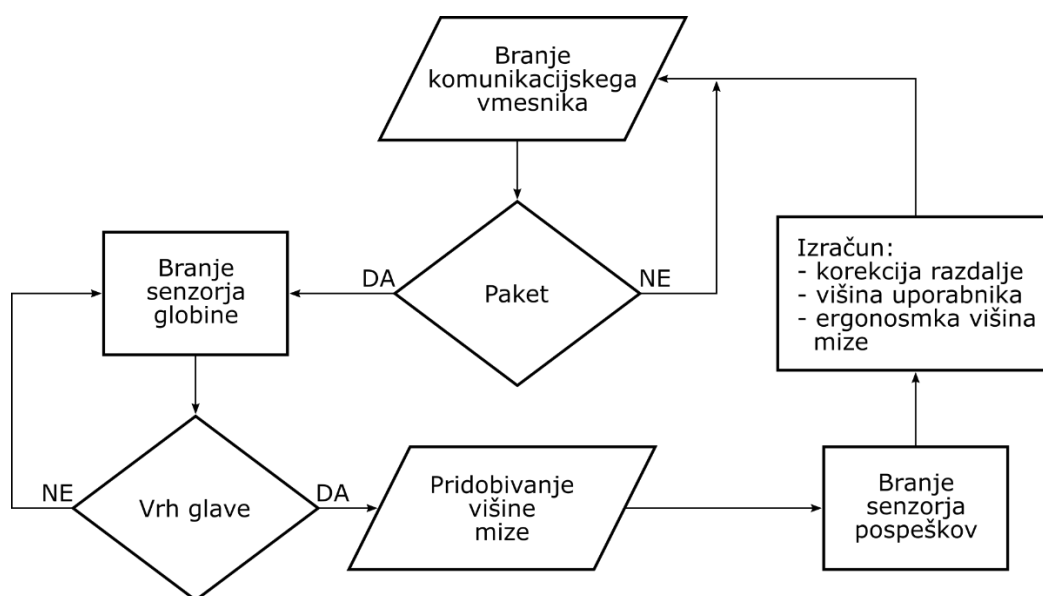 Branje
komunikacijskega
vmesnika
Paket
DA
NE
Branje
senzorja
globine
Vrh glave
NE
DA
Pridobivanje
višine
mize
Branje
senzorja
pospeškov
Izračun:
- korekcija razdalje
- višina uporabnika
- ergonosmka višina
mize